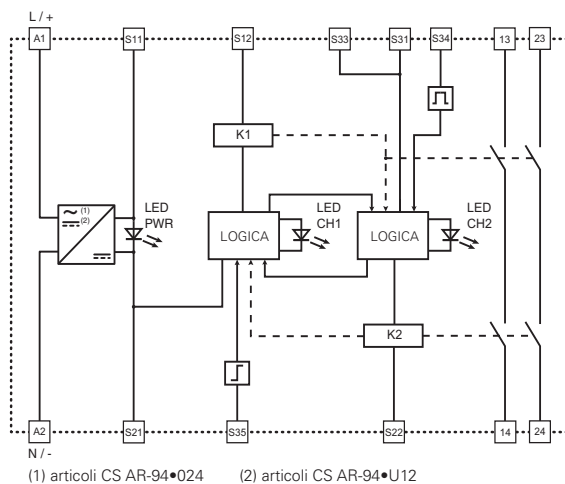 L / +
A1 S11 S12 S33 S31 S34 13 23
K1
(1)
(2)
LED
PWR
LOGICA
LED
CH1
LOGICA
LED
CH2
K2
A2 S21 S35 S22 14 24
N / -
(1) articoli CS AR-94•024 (2) articoli CS AR-94•U12